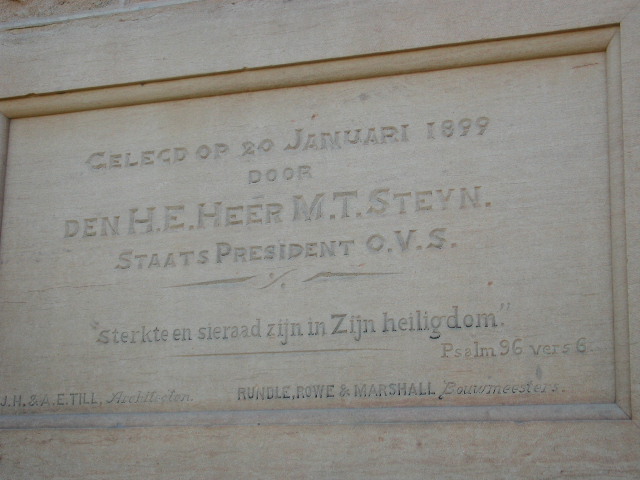 GELEGD OP 20 JANUARI 1899
DOOR
DEN H.E. HEER M.T. STEYN.
STAATS PRESIDENT O.V.S.
"sterkte en sieraad zijn in Zijn heiligdom."
Psalm 96 vers 6.
J.H. & A.E. TILL, Architecten. RUNDLE, ROWE & MARSHALL Bouwmeesters.